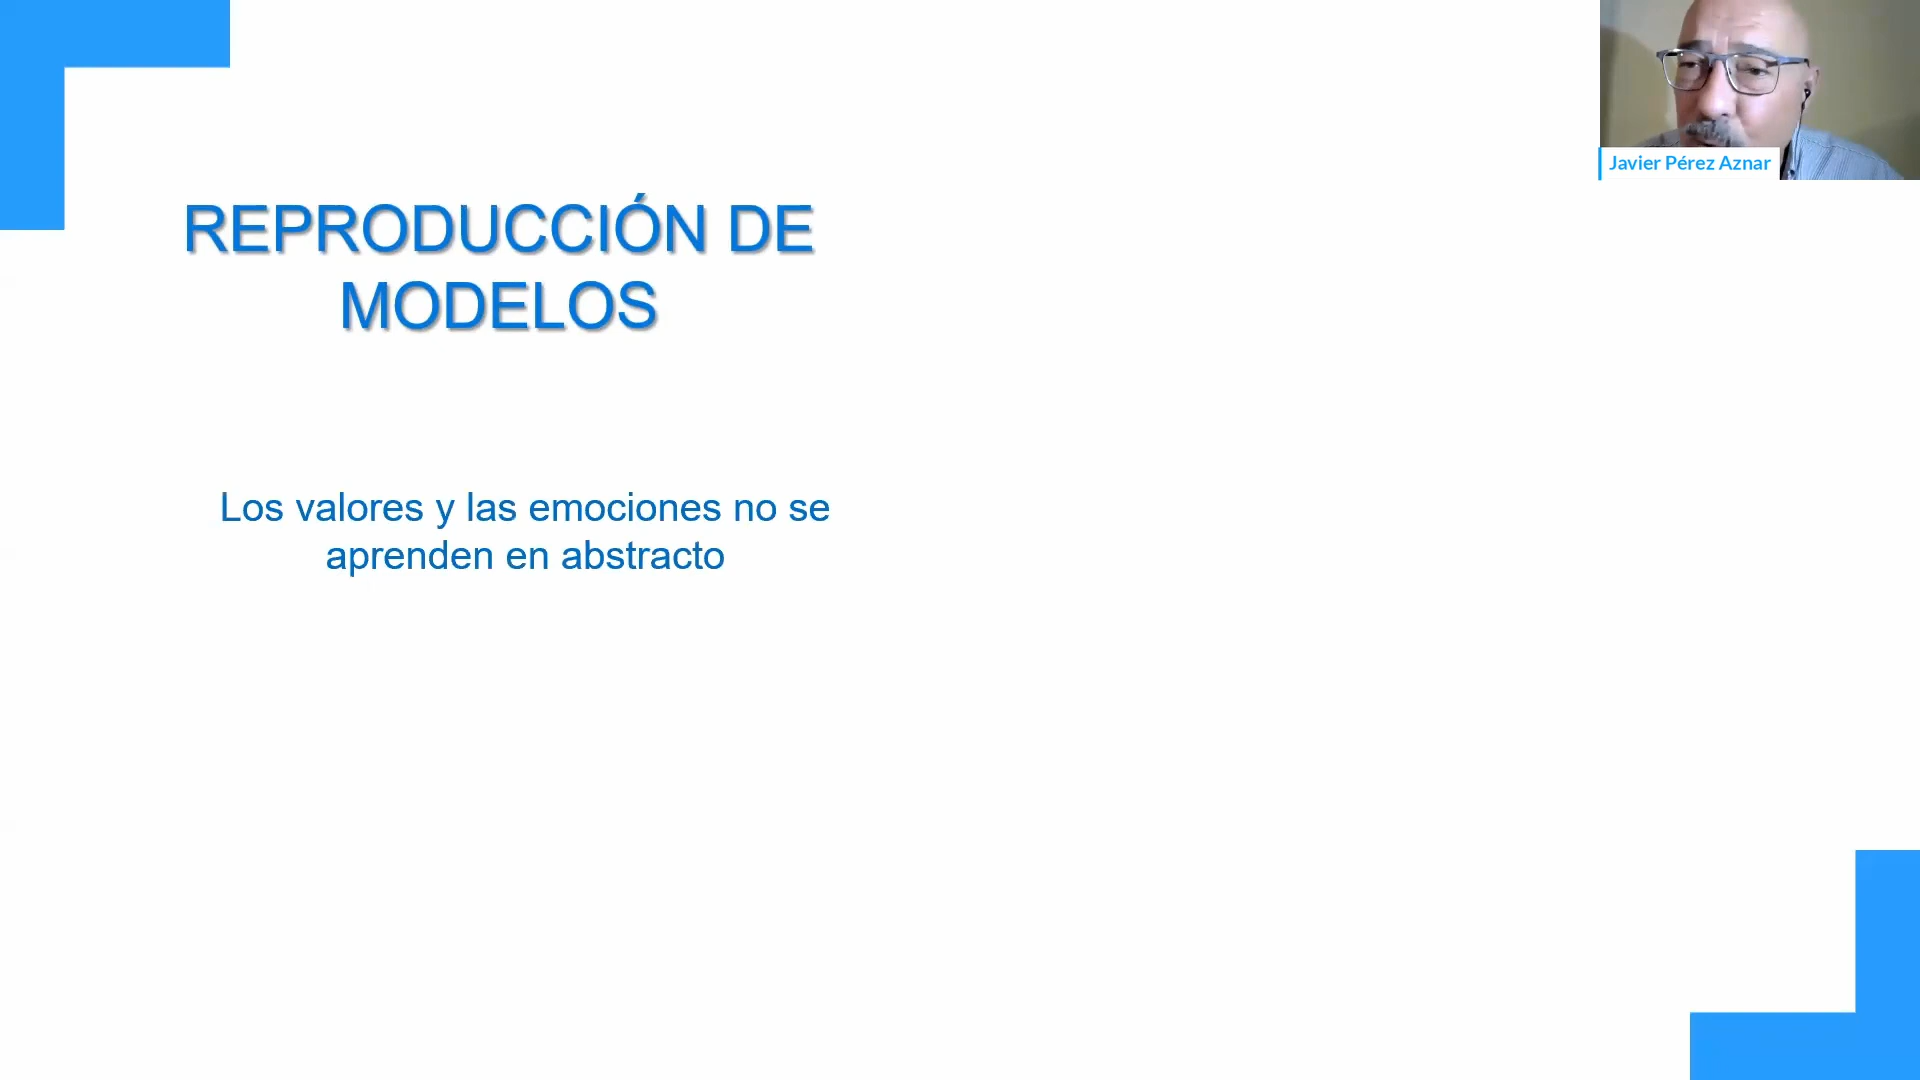 REPRODUCCIÓN DE
MODELOS
Los valores y las emociones no se
aprenden en abstracto
Javier Pérez Aznar